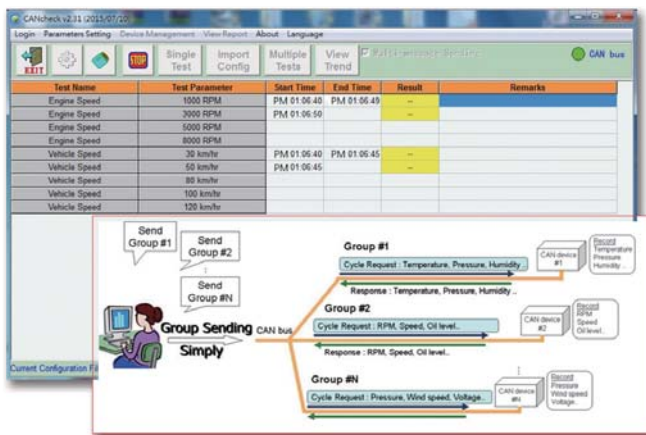 CANcheck v2.31 (2015/07/10)
Login Parameters Setting Device Management View Report About Language
EXIT STOP Single Test Import Config Multiple Tests View Trend Multi-message Sending CAN bus
Test Name Test Parameter Start Time End Time Result Remarks
Engine Speed 1000 RPM PM 01:06:40 PM 01:06:49 --
Engine Speed 3000 RPM PM 01:06:50 --
Engine Speed 5000 RPM
Engine Speed 8000 RPM
Vehicle Speed 30 km/hr PM 01:06:40 PM 01:06:45 --
Vehicle Speed 50 km/hr PM 01:06:45 --
Vehicle Speed 80 km/hr
Vehicle Speed 100 km/hr
Vehicle Speed 120 km/hr
Current Configuration
Send
Group #1
Send
Group #2
:
Send
Group #N
Group Sending
Simply
CAN bus
Group #1
Cycle Request : Temperature, Pressure, Humidity
Response : Temperature, Pressure, Humidity ..
CAN device
#1
Record
Temperature
Pressure
Humidity ..
Group #2
Cycle Request : RPM, Speed, Oil level..
Response : RPM, Speed, Oil level..
CAN device
#2
Record
RPM
Speed
Oil level..
:
Group #N
Cycle Request : Pressure, Wind speed, Voltage..
CAN device
#N
Record
Pressure
Wind speed
Voltage..